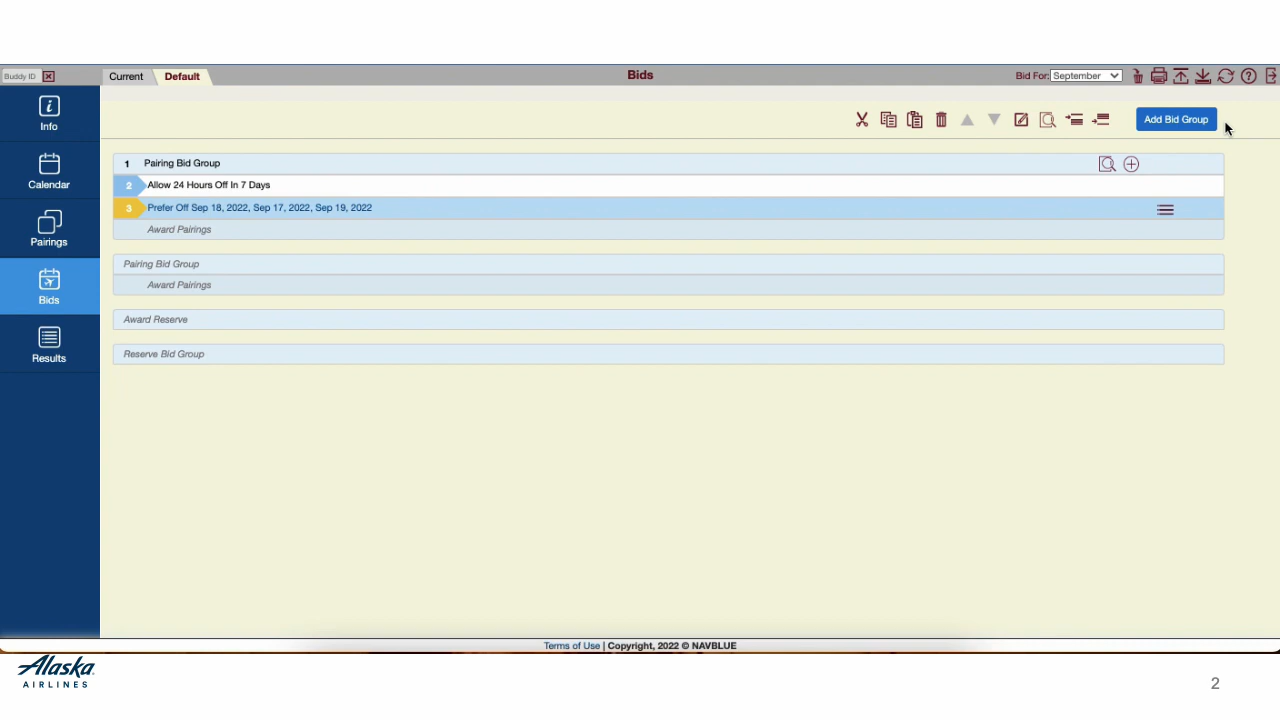 Buddy ID
Current
Default
Bids
Bid For: September
Info
Calendar
Pairings
Bids
Results
Add Bid Group
1 Pairing Bid Group
2 Allow 24 Hours Off In 7 Days
3 Prefer Off Sep 18, 2022, Sep 17, 2022, Sep 19, 2022
Award Pairings
Pairing Bid Group
Award Pairings
Award Reserve
Reserve Bid Group
Terms of Use | Copyright, 2022 © NAVBLUE
Alaska
AIRLINES
2